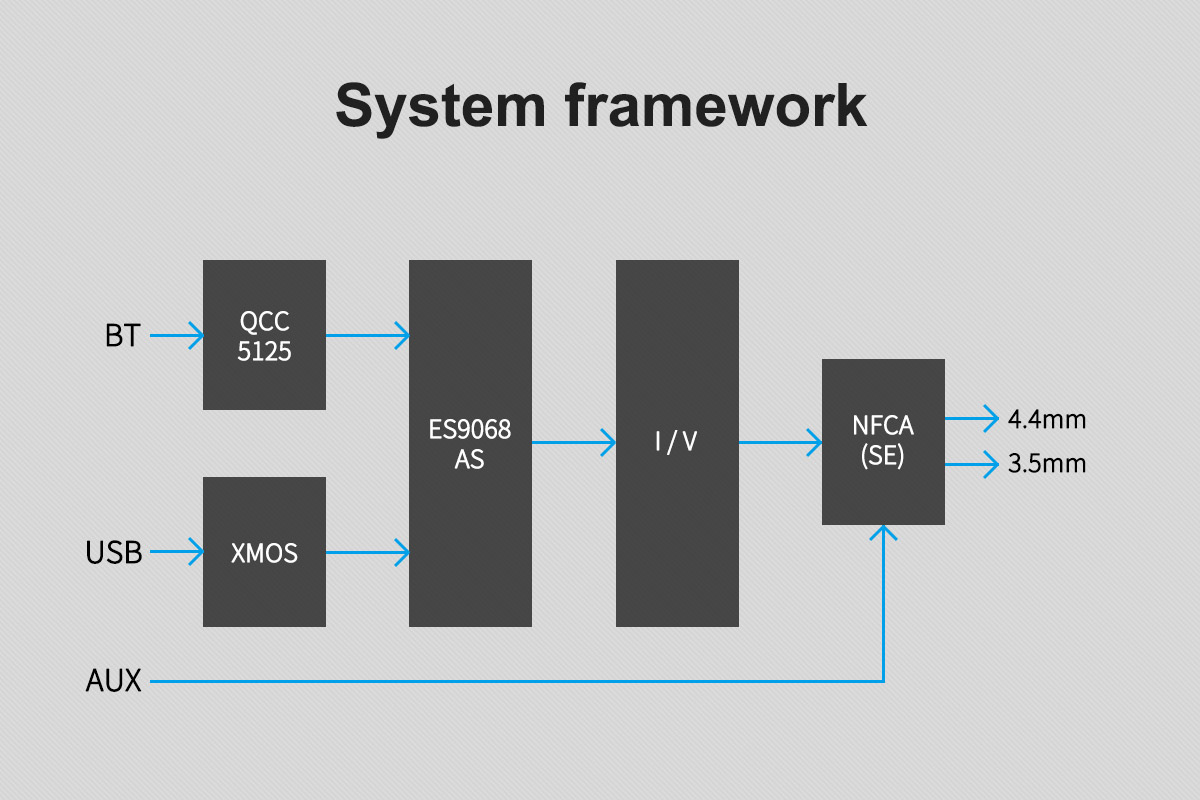 System framework
BT
QCC
5125
USB
XMOS
AUX
ES9068
AS
I / V
NFCA
(SE)
4.4mm
3.5mm